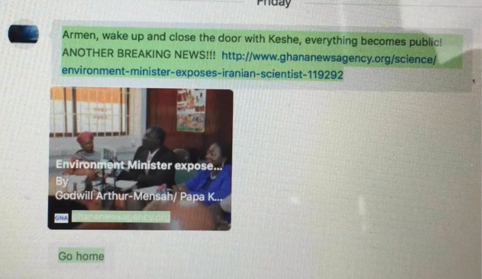 Friday
Armen, wake up and close the door with Keshe, everything becomes public!
ANOTHER BREAKING NEWS!!! http://www.ghananewsagency.org/science/
environment-minister-exposes-iranian-scientist-119292
Environment Minister expose...
By
Godwill Arthur-Mensah/ Papa K...
GNA ghananewsagency.org
Go home